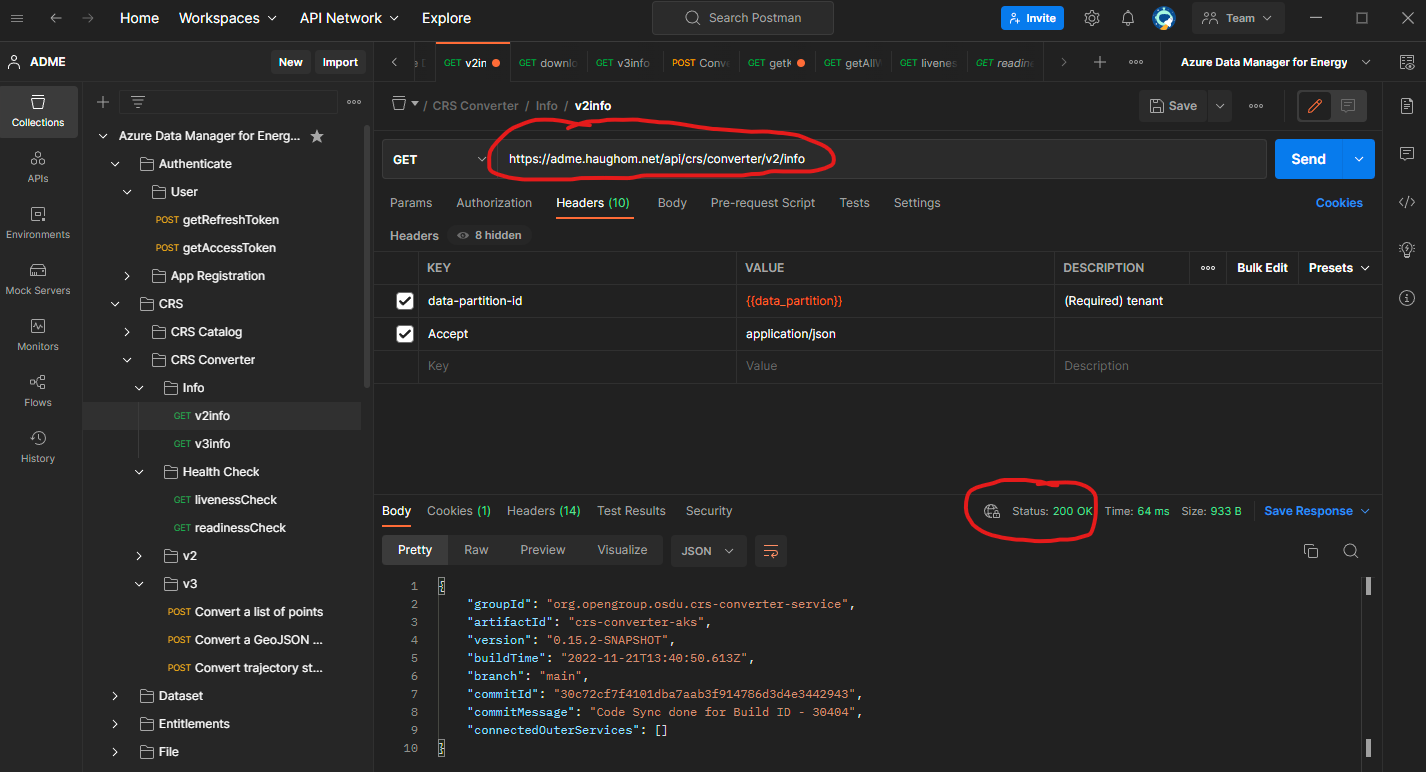 Home Workspaces API Network Explore Search Postman Invite Team
ADME New Import
GET v2in GET downlo GET v3info POST Conve GET getK GET getAllV GET livenes GET readine Azure Data Manager for Energy
Collections
APIs
Environments
Mock Servers
Monitors
Flows
History
Azure Data Manager for Energ...
Authenticate
User
POST getRefreshToken
POST getAccessToken
App Registration
CRS
CRS Catalog
CRS Converter
Info
GET v2info
GET v3info
Health Check
GET livenessCheck
GET readinessCheck
v2
v3
POST Convert a list of points
POST Convert a GeoJSON ...
POST Convert trajectory st...
Dataset
Entitlements
File
/ CRS Converter / Info / v2info Save
GET https://adme.haughom.net/api/crs/converter/v2/info Send
Params Authorization Headers (10) Body Pre-request Script Tests Settings Cookies
Headers 8 hidden
KEY VALUE DESCRIPTION Bulk Edit Presets
data-partition-id {{data_partition}} (Required) tenant
Accept application/json
Key Value Description
Body Cookies (1) Headers (14) Test Results Security Status: 200 OK Time: 64 ms Size: 933 B Save Response
Pretty Raw Preview Visualize JSON
1 {
2 "groupId": "org.opengroup.osdu.crs-converter-service",
3 "artifactId": "crs-converter-aks",
4 "version": "0.15.2-SNAPSHOT",
5 "buildTime": "2022-11-21T13:40:50.613Z",
6 "branch": "main",
7 "commitId": "30c72cf7f4101dba7aab3f914786d3d4e3442943",
8 "commitMessage": "Code Sync done for Build ID - 30404",
9 "connectedOuterServices": []
10 }